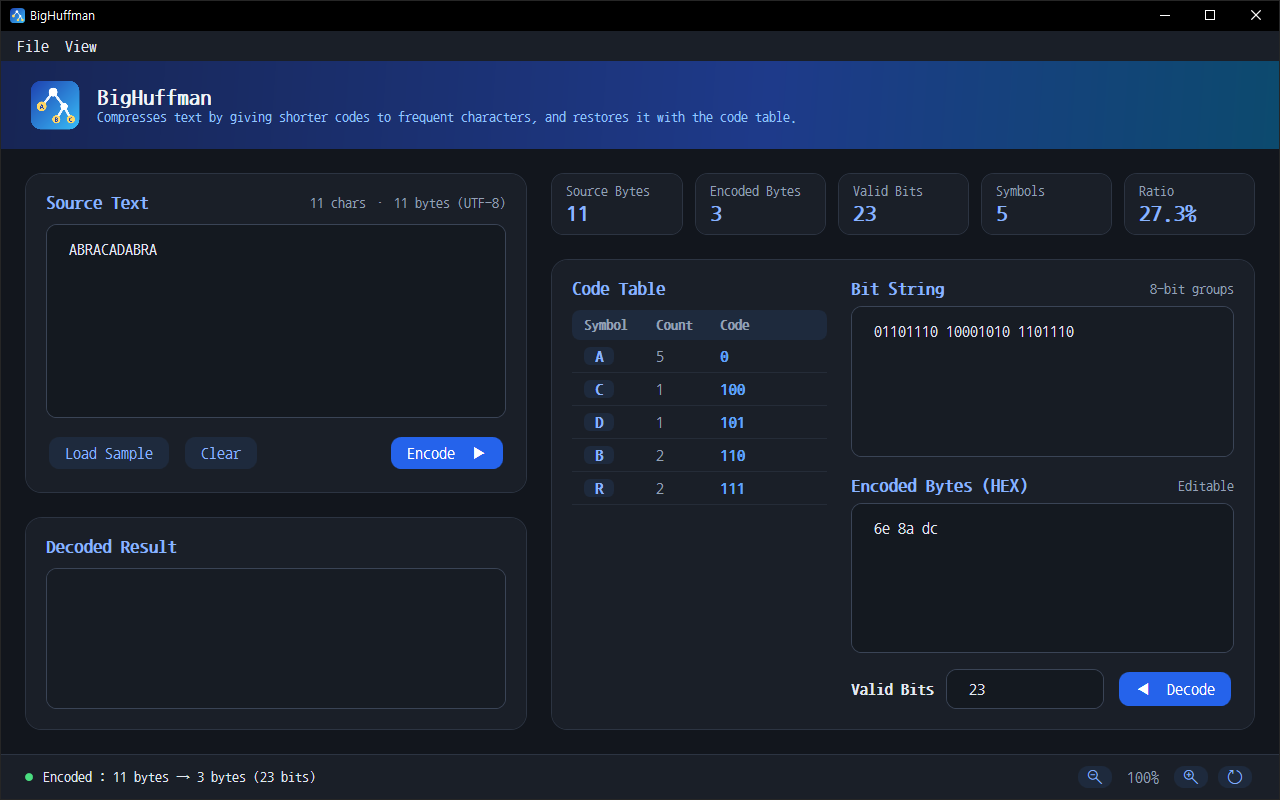 BigHuffman
File View
A
B
C
BigHuffman
Compresses text by giving shorter codes to frequent characters, and restores it with the code table.
Source Text
11 chars · 11 bytes (UTF-8)
ABRACADABRA
Load Sample
Clear
Encode
Decoded Result
Source Bytes
11
Encoded Bytes
3
Valid Bits
23
Symbols
5
Ratio
27.3%
Code Table
Symbol Count Code
A 5 0
C 1 100
D 1 101
B 2 110
R 2 111
Bit String
8-bit groups
01101110 10001010 1101110
Encoded Bytes (HEX)
Editable
6e 8a dc
Valid Bits
23
Decode
Encoded : 11 bytes → 3 bytes (23 bits)
100%